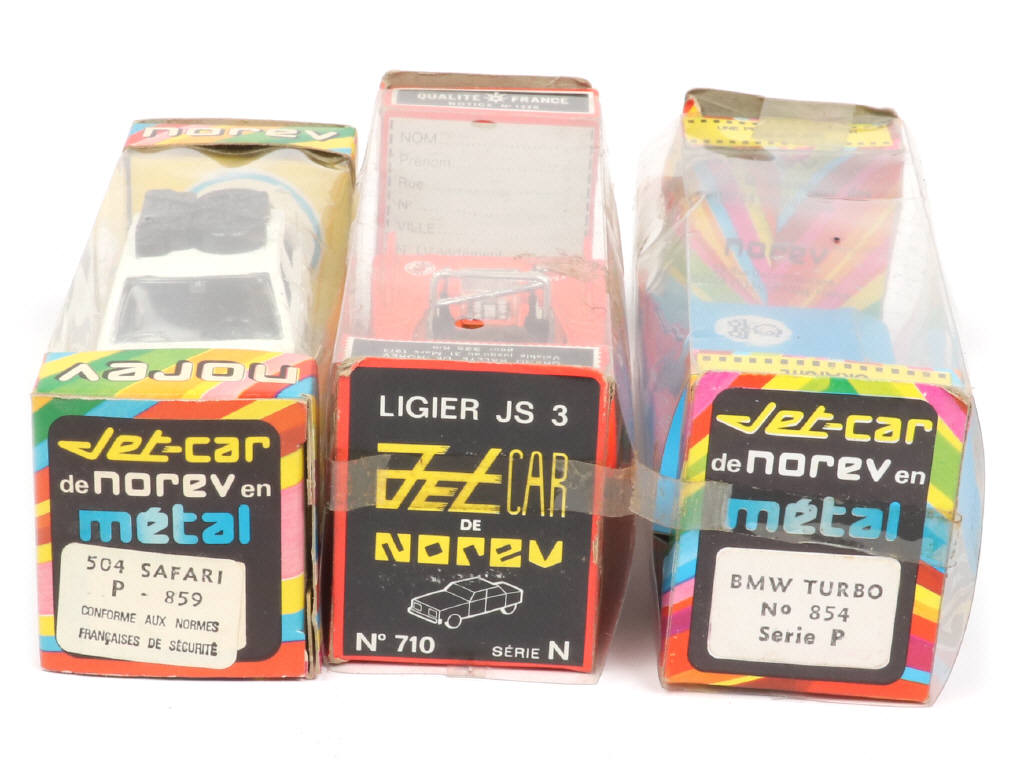 norev
norev
Jet-car
de norev en
métal
504 SAFARI
P - 859
CONFORME AUX NORMES
FRANÇAISES DE SÉCURITÉ
QUALITE FRANCE
NOM
Prénom
Rue
N°
VILLE
LIGIER JS 3
JET CAR
DE
NOREV
N° 710
SÉRIE N
UNE
norev
Jet-car
de norev en
métal
BMW TURBO
No 854
Serie P